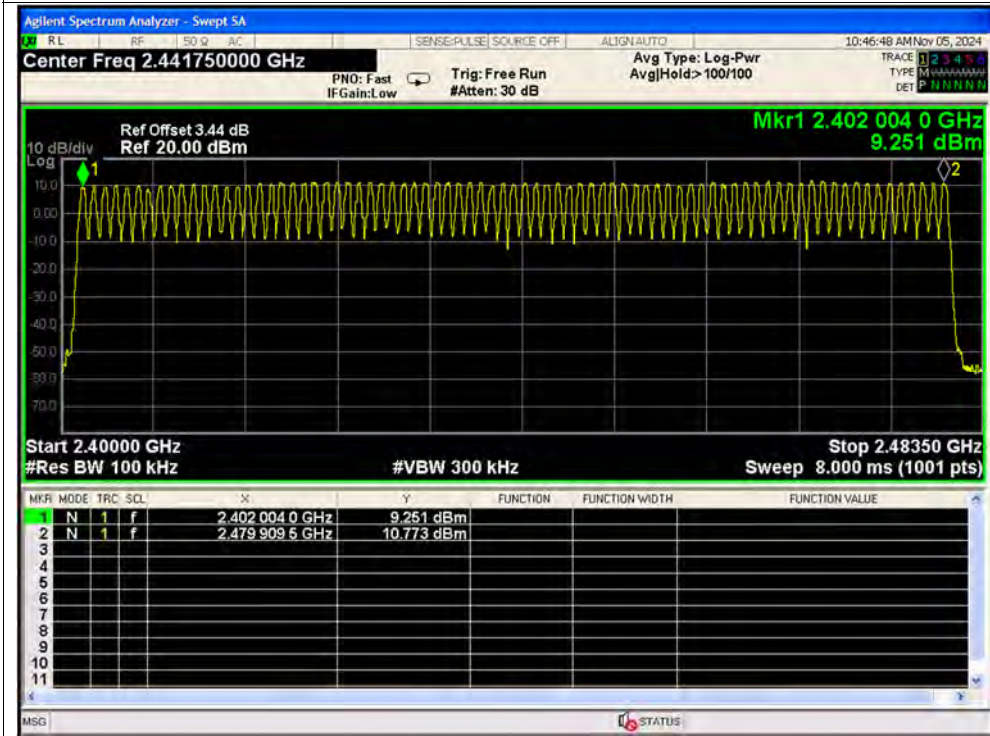 Agilent Spectrum Analyzer - Swept SA
RL RF 50 Ω AC SENSE:PULSE SOURCE OFF ALIGN AUTO 10:46:48 AM Nov 05, 2024
Center Freq 2.441750000 GHz
PNO: Fast
IFGain:Low
Trig: Free Run
#Atten: 30 dB
Avg Type: Log-Pwr
Avg|Hold:>100/100
TRACE 1 2 3 4 5 6
TYPE M
DET P N N N N N
Mkr1 2.402 004 0 GHz
9.251 dBm
10 dB/div
Log
Ref Offset 3.44 dB
Ref 20.00 dBm
1
2
10.0
0.00
-10.0
-20.0
-30.0
-40.0
-50.0
-60.0
-70.0
Start 2.40000 GHz
Stop 2.48350 GHz
#Res BW 100 kHz
#VBW 300 kHz
Sweep 8.000 ms (1001 pts)
MKR MODE TRC SCL X Y FUNCTION FUNCTION WIDTH FUNCTION VALUE
1 N 1 f 2.402 004 0 GHz 9.251 dBm
2 N 1 f 2.479 909 5 GHz 10.773 dBm
3
4
5
6
7
8
9
10
11
MSG
STATUS